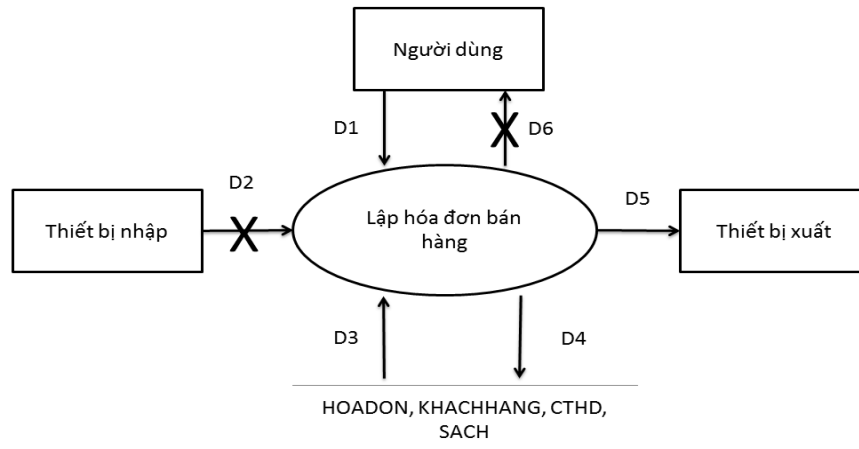 Người dùng
D1
D6
D2
D5
Thiết bị nhập
Lập hóa đơn bán
hàng
Thiết bị xuất
D3
D4
HOADON, KHACHHANG, CTHD,
SACH